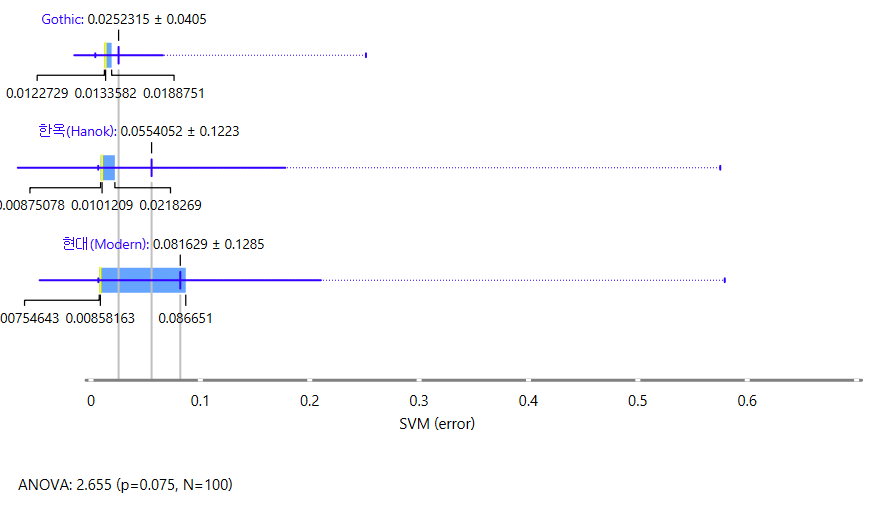 Gothic: 0.0252315 ± 0.0405
0.0122729 0.0133582 0.0188751
한옥(Hanok): 0.0554052 ± 0.1223
0.00875078 0.0101209 0.0218269
현대(Modern): 0.081629 ± 0.1285
00754643 0.00858163 0.086651
0 0.1 0.2 0.3 0.4 0.5 0.6
SVM (error)
ANOVA: 2.655 (p=0.075, N=100)